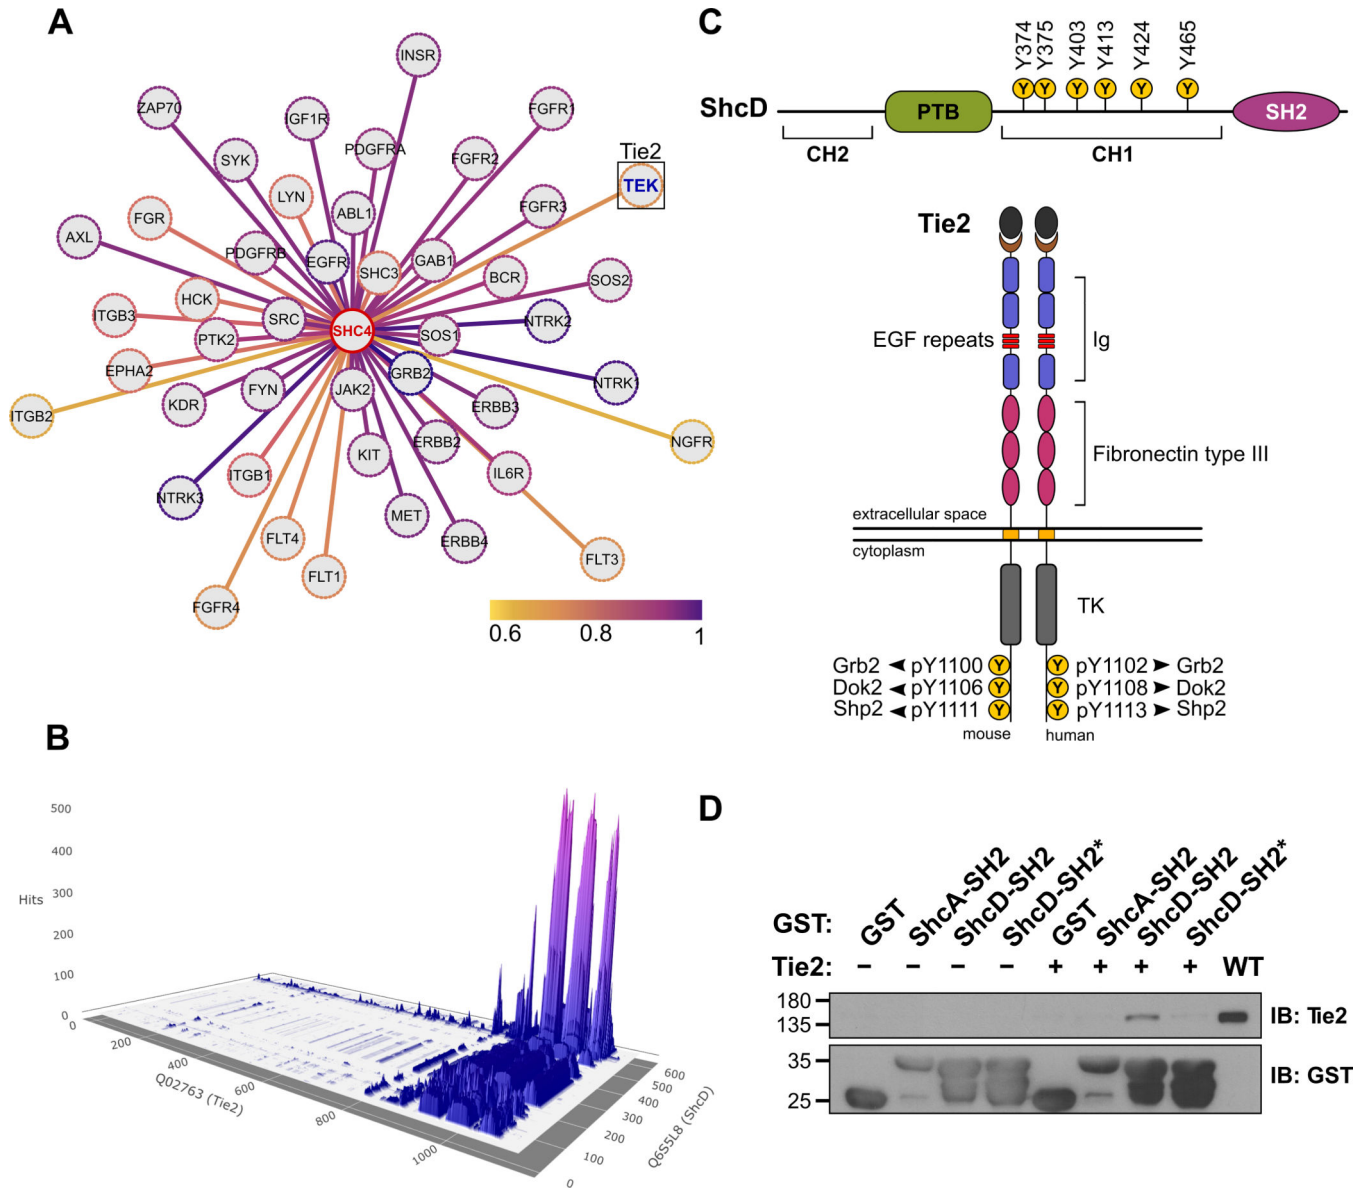 A
INSR
ZAP70
IGF1R
FGFR1
PDGFRA
SYK
FGFR2
Tie2
TEK
LYN
ABL1
FGFR3
FGR
AXL
PDGFRB
EGFR
SHC3
GAB1
BCR
SOS2
HCK
ITGB3
SRC
SHC4
SOS1
NTRK2
PTK2
EPHA2
GRB2
NTRK1
KDR
FYN
JAK2
ERBB3
ITGB2
ERBB2
NGFR
KIT
ITGB1
IL6R
NTRK3
MET
FLT4
ERBB4
FLT3
FLT1
FGFR4
0.6 0.8 1
B
500
400
300
Hits
200
100
0
0
200
400
600
800
1000
Q02763 (Tie2)
600
500
400
300
200
100
0
Q6S5L8 (ShcD)
C
Y374
Y375
Y403
Y413
Y424
Y465
Y Y Y Y Y Y
ShcD PTB SH2
CH2 CH1
Tie2
EGF repeats Ig
Fibronectin type III
extracellular space
cytoplasm
TK
Grb2 pY1100 Y Y pY1102 Grb2
Dok2 pY1106 Y Y pY1108 Dok2
Shp2 pY1111 Y Y pY1113 Shp2
mouse human
D
GST: GST ShcA-SH2 ShcD-SH2 ShcD-SH2* GST ShcA-SH2 ShcD-SH2 ShcD-SH2*
Tie2: – – – – + + + + WT
180
135
IB: Tie2
35
25
IB: GST